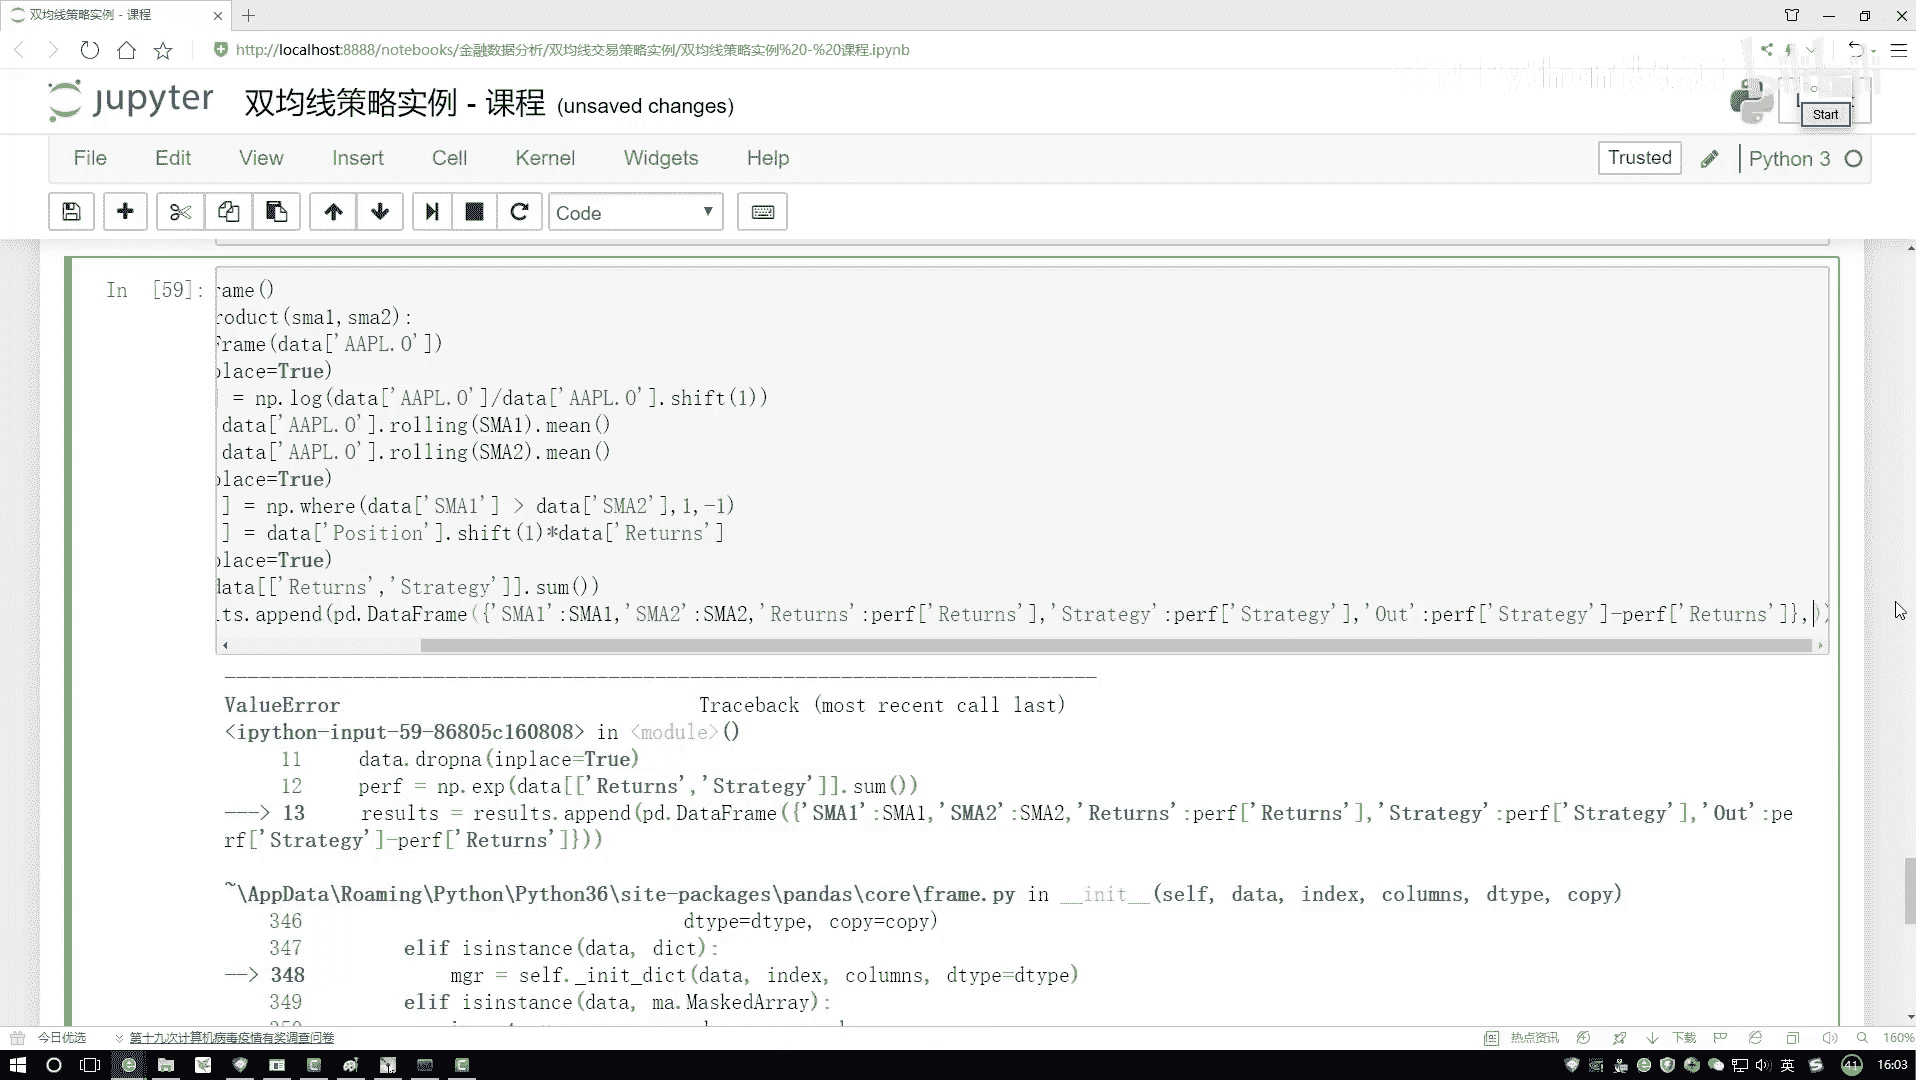 双均线策略实例 - 课程
http://localhost:8888/notebooks/金融数据分析/双均线交易策略实例/双均线策略实例%20-%20课程.ipynb
jupyter 双均线策略实例 - 课程 (unsaved changes)
Start
File Edit View Insert Cell Kernel Widgets Help
Trusted Python 3
Code
In [59]: rame()
roduct(sma1,sma2):
Frame(data['AAPL.O'])
place=True)
] = np.log(data['AAPL.O']/data['AAPL.O'].shift(1))
data['AAPL.O'].rolling(SMA1).mean()
data['AAPL.O'].rolling(SMA2).mean()
place=True)
] = np.where(data['SMA1'] > data['SMA2'],1,-1)
] = data['Position'].shift(1)*data['Returns']
place=True)
data[['Returns','Strategy']].sum())
lts.append(pd.DataFrame({'SMA1':SMA1,'SMA2':SMA2,'Returns':perf['Returns'],'Strategy':perf['Strategy'],'Out':perf['Strategy']-perf['Returns']},))
---------------------------------------------------------------------------
ValueError Traceback (most recent call last)
<ipython-input-59-86805c160808> in <module>()
11 data.dropna(inplace=True)
12 perf = np.exp(data[['Returns','Strategy']].sum())
---> 13 results = results.append(pd.DataFrame({'SMA1':SMA1,'SMA2':SMA2,'Returns':perf['Returns'],'Strategy':perf['Strategy'],'Out':pe
rf['Strategy']-perf['Returns']}))
~\AppData\Roaming\Python\Python36\site-packages\pandas\core\frame.py in __init__(self, data, index, columns, dtype, copy)
346 dtype=dtype, copy=copy)
347 elif isinstance(data, dict):
--> 348 mgr = self._init_dict(data, index, columns, dtype=dtype)
349 elif isinstance(data, ma.MaskedArray):
今日优选 第十九次计算机病毒疫情有奖调查问卷 热点资讯 下载 160%
英 41 16:03